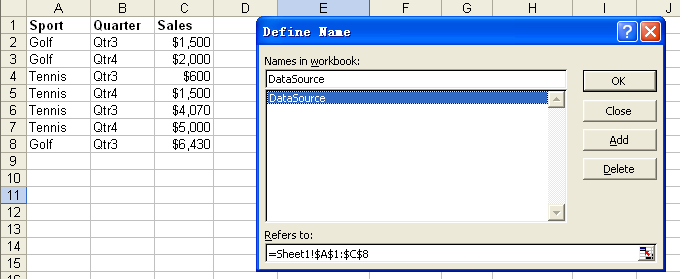 A B C D E F G H I J
1 Sport Quarter Sales
2 Golf Qtr3 $1,500
3 Golf Qtr4 $2,000
4 Tennis Qtr3 $600
5 Tennis Qtr4 $1,500
6 Tennis Qtr3 $4,070
7 Tennis Qtr4 $5,000
8 Golf Qtr3 $6,430
9
10
11
12
13
14
15
Define Name
Names in workbook:
DataSource
DataSource
OK
Close
Add
Delete
Refers to:
=Sheet1!$A$1:$C$8